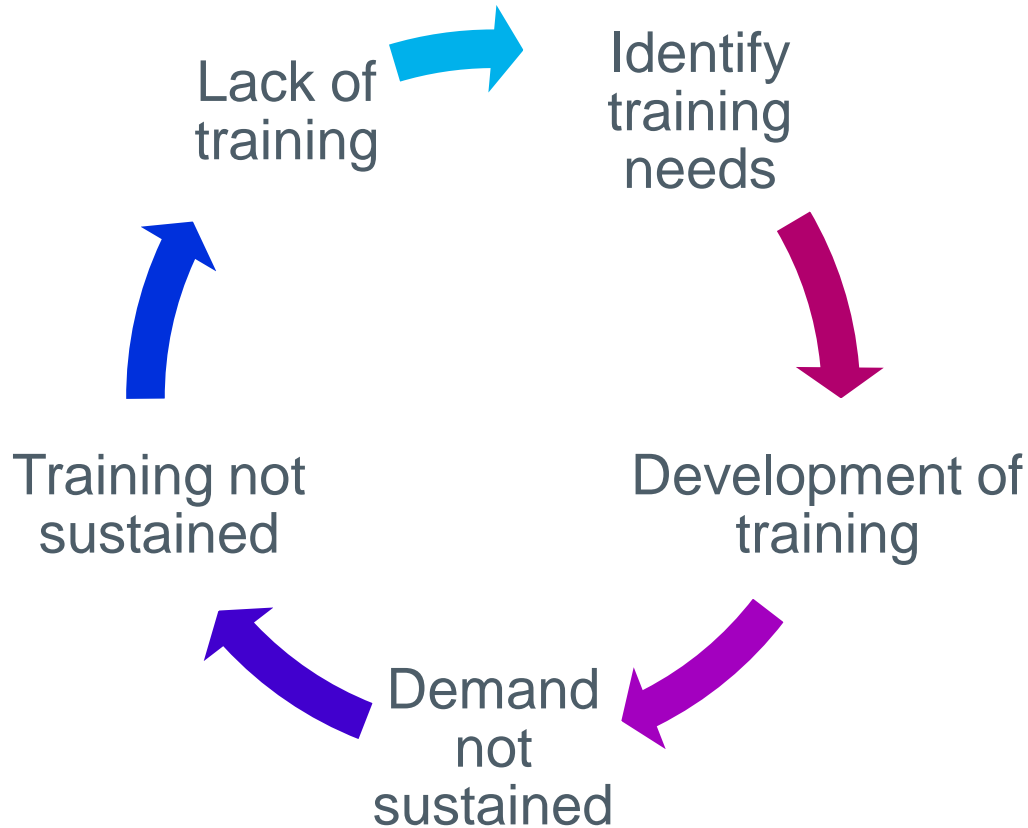 Lack of
training
Identify
training
needs
Development of
training
Demand
not
sustained
Training not
sustained